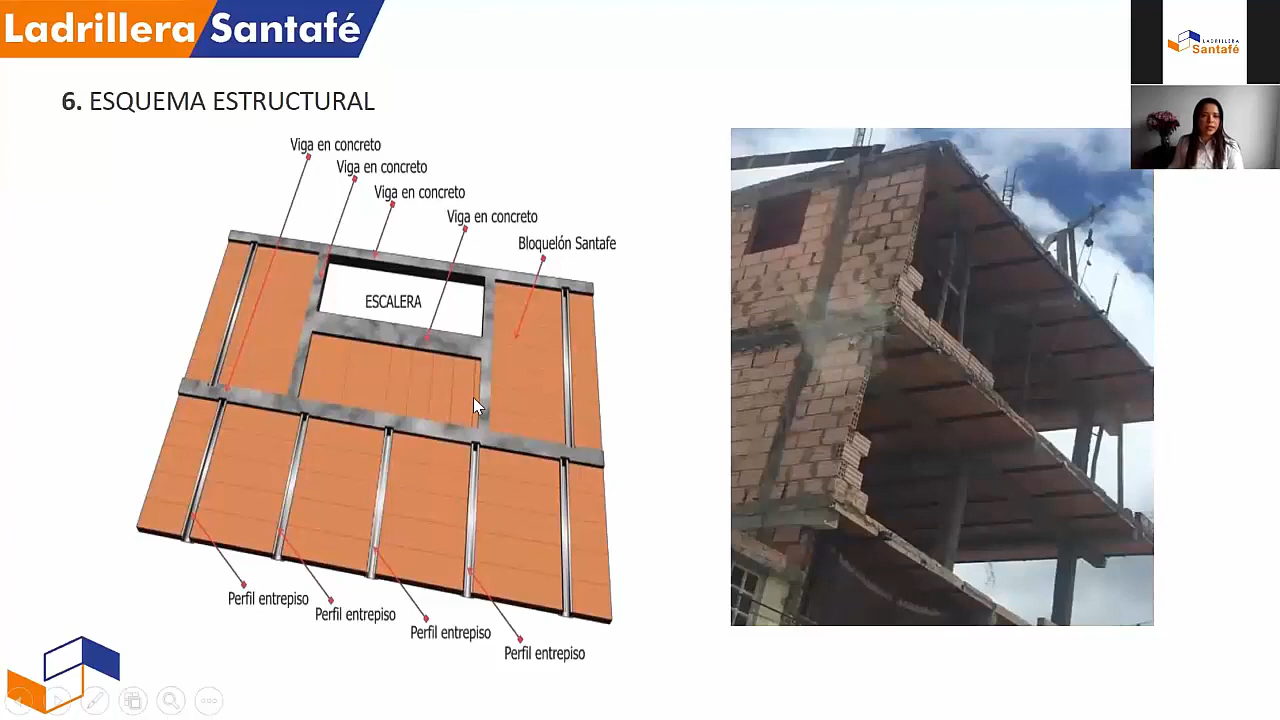 Ladrillera Santafé
LADRILLERA
Santafé
6. ESQUEMA ESTRUCTURAL
Viga en concreto
Viga en concreto
Viga en concreto
Viga en concreto
Bloquelón Santafe
ESCALERA
Perfil entrepiso
Perfil entrepiso
Perfil entrepiso
Perfil entrepiso